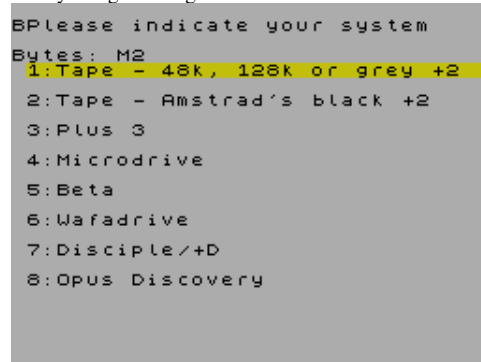 BPlease indicate your system
Bytes: M2
1:Tape - 48k, 128k or grey +2
2:Tape - Amstrad's black +2
3:Plus 3
4:Microdrive
5:Beta
6:Wafadrive
7:Disciple/+D
8:Opus Discovery